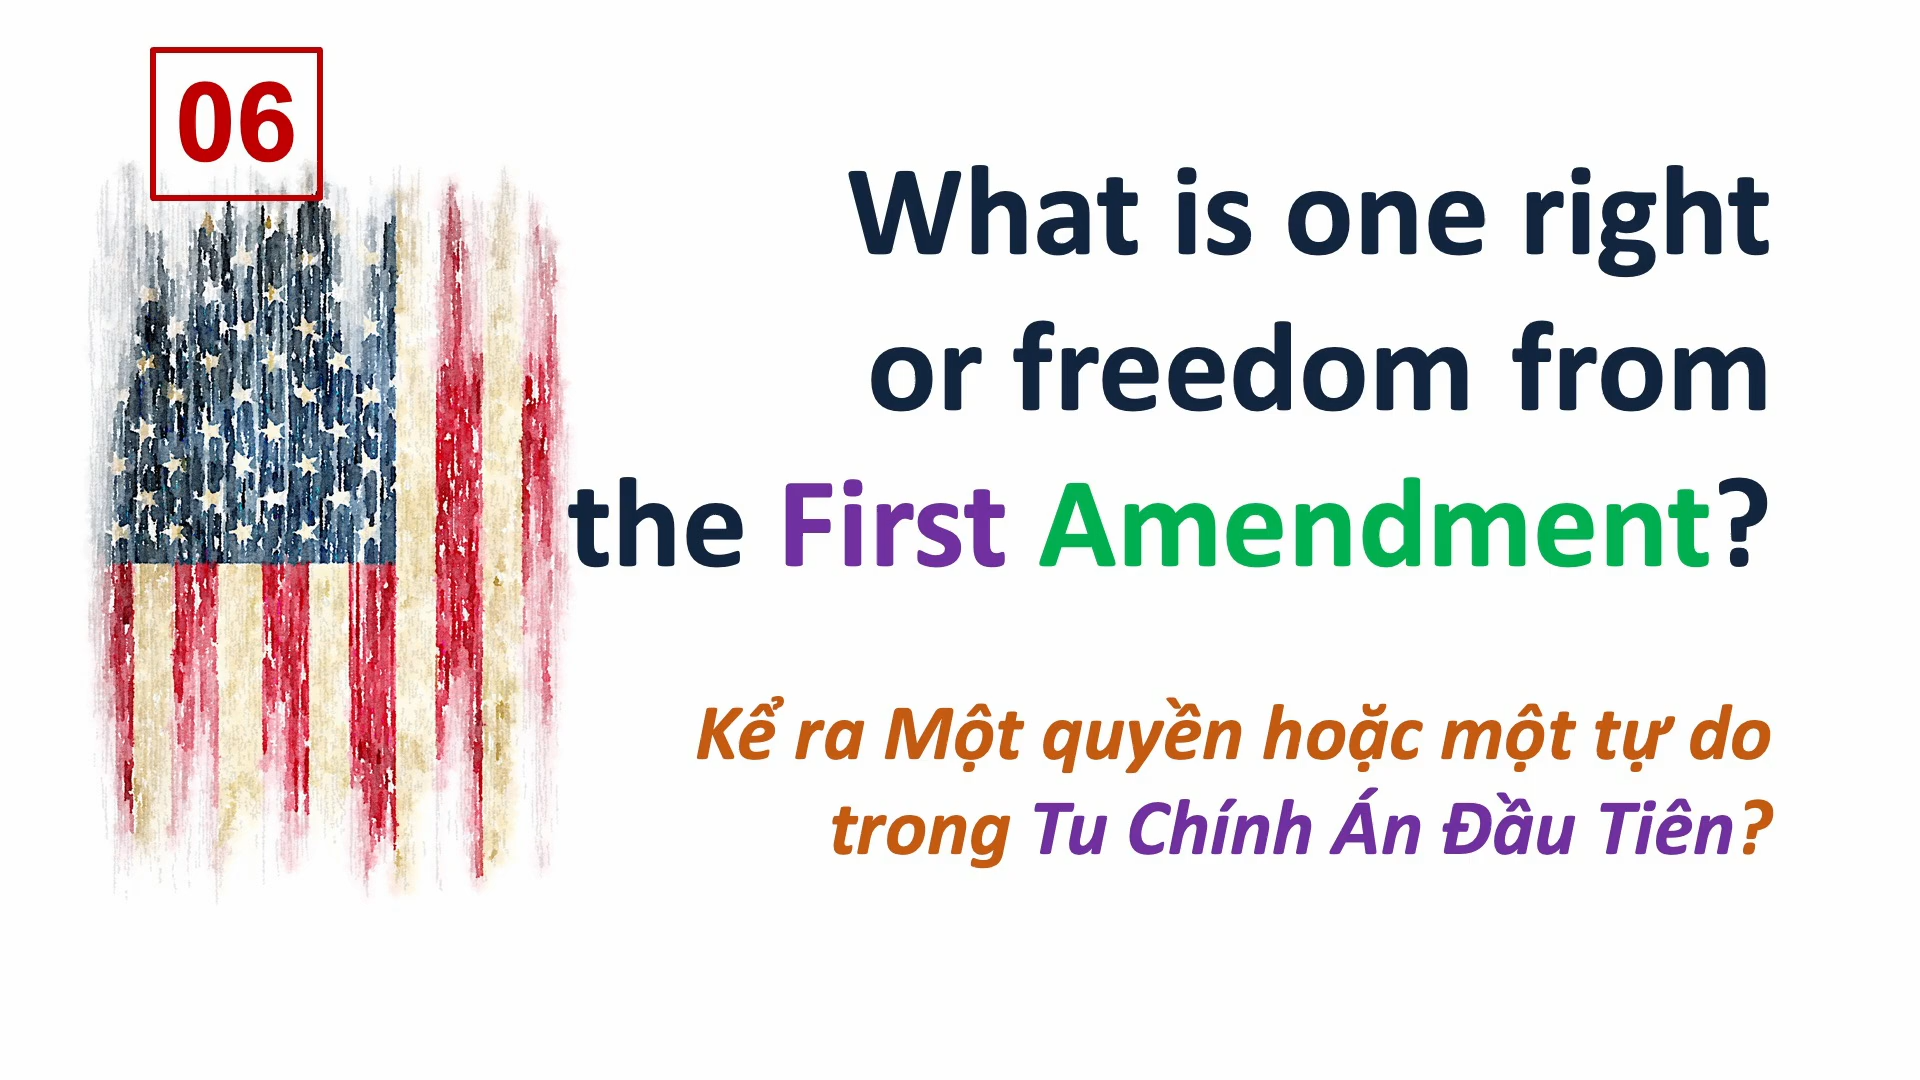 06
What is one right
or freedom from
the First Amendment?
Kể ra Một quyền hoặc một tự do
trong Tu Chính Án Đầu Tiên?